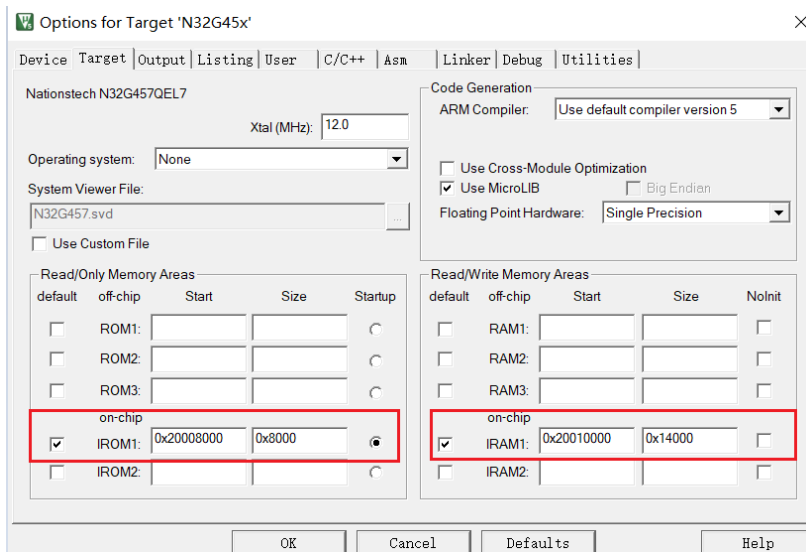 Options for Target 'N32G45x'
Device Target Output Listing User C/C++ Asm Linker Debug Utilities
Nationstech N32G457QEL7
Xtal (MHz): 12.0
Operating system: None
System Viewer File:
N32G457.svd ...
Use Custom File
Code Generation
ARM Compiler: Use default compiler version 5
Use Cross-Module Optimization
Use MicroLIB Big Endian
Floating Point Hardware: Single Precision
Read/Only Memory Areas
default off-chip Start Size Startup
ROM1:
ROM2:
ROM3:
on-chip
IROM1: 0x20008000 0x8000
IROM2:
Read/Write Memory Areas
default off-chip Start Size NoInit
RAM1:
RAM2:
RAM3:
on-chip
IRAM1: 0x20010000 0x14000
IRAM2:
OK Cancel Defaults Help